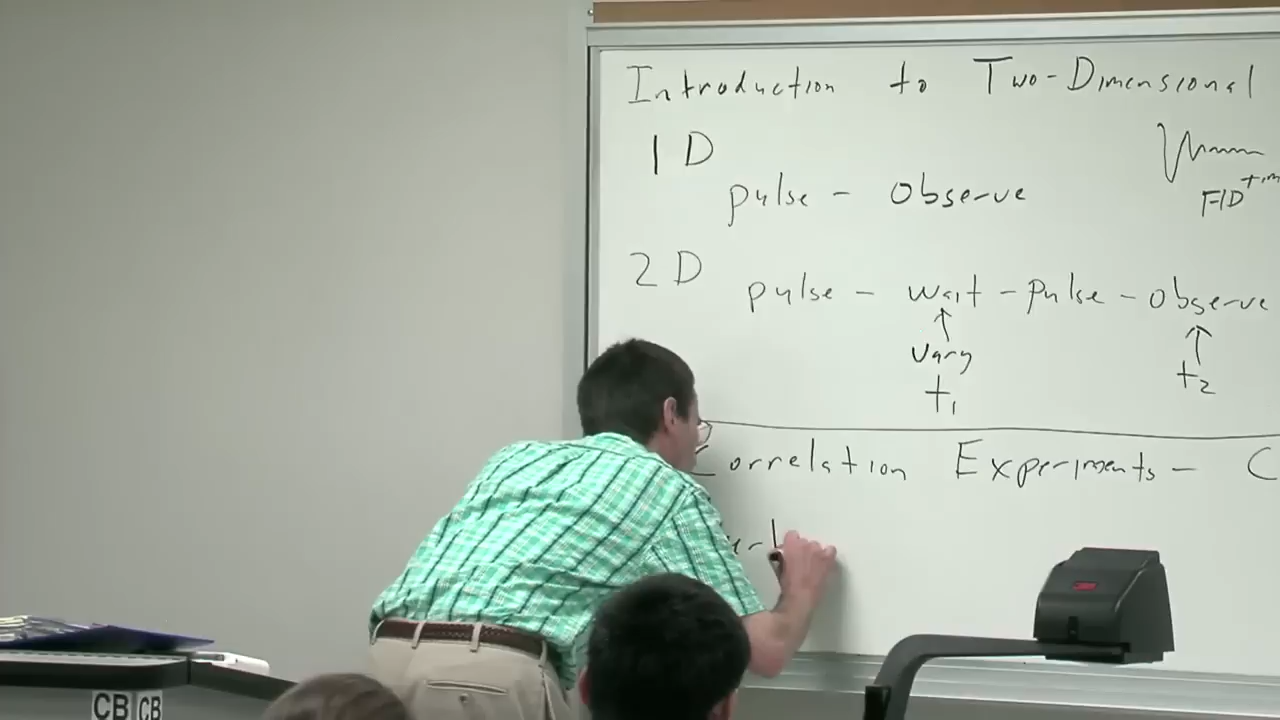 Introduction to Two-Dimensional
1D
pulse - observe
FID
2D
pulse - wait - pulse - observe
↑ ↑
vary
t₁ t₂
Correlation Experiments - C
CB CB
3M